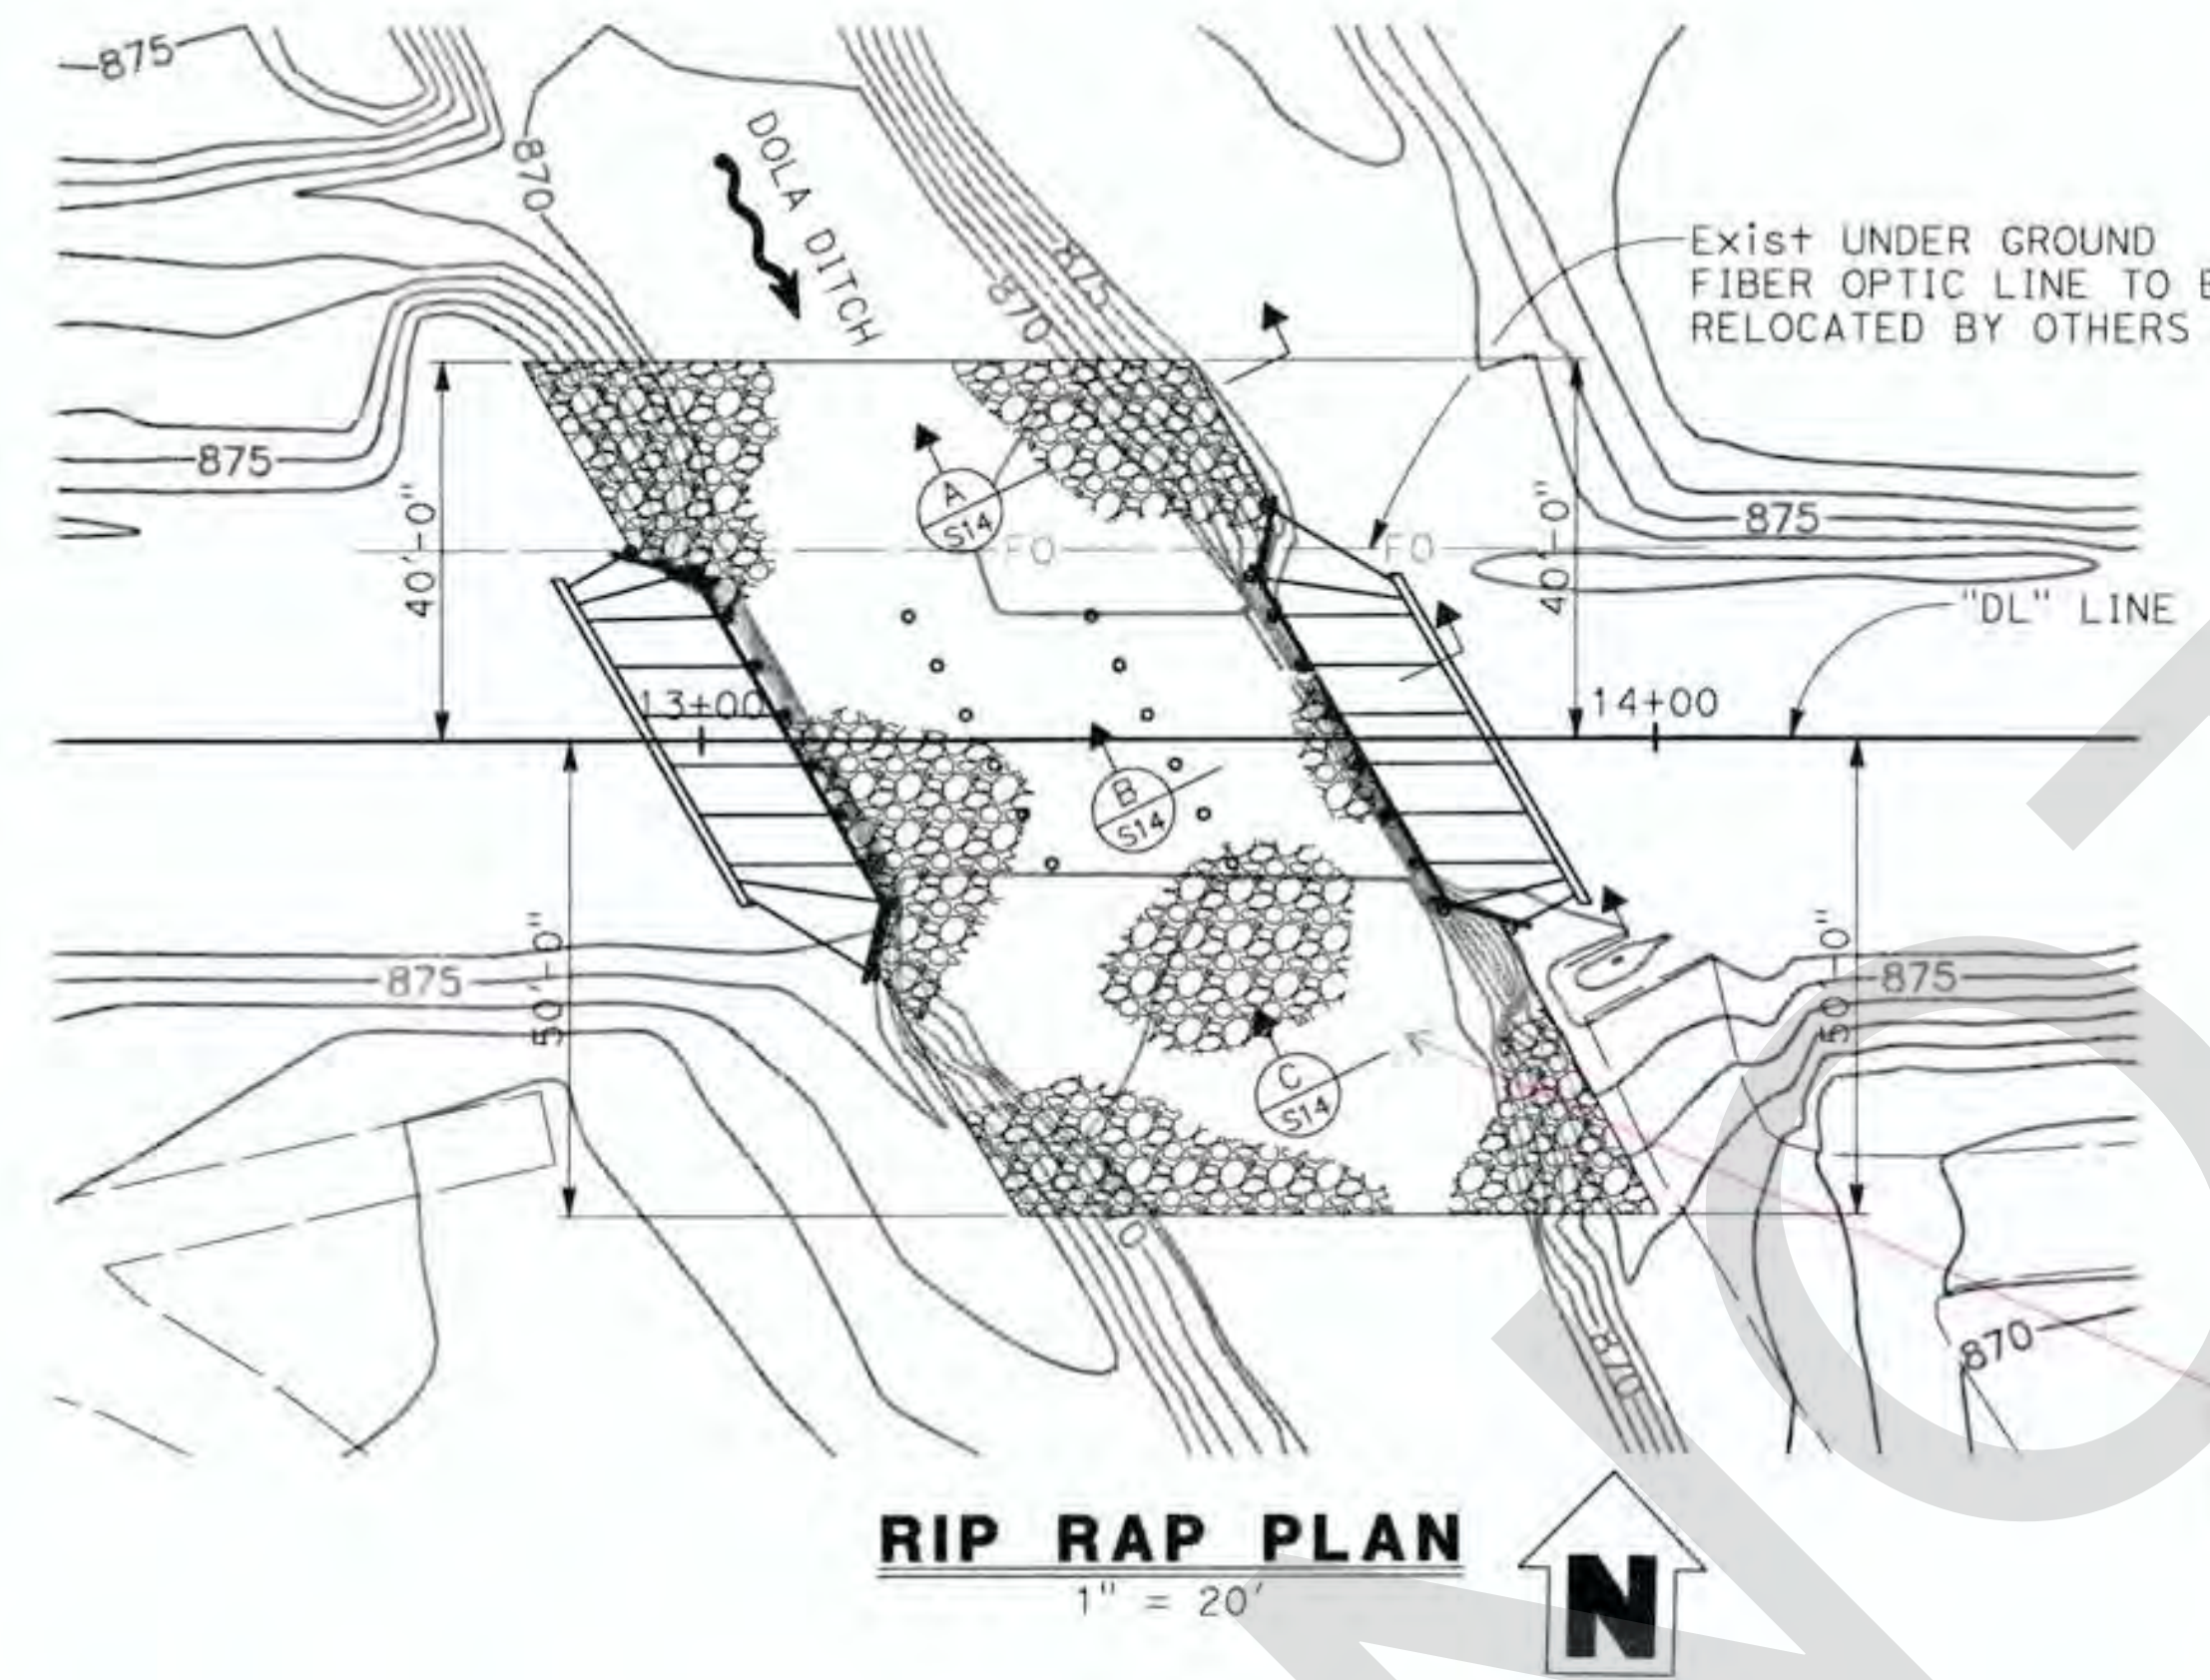 875
870
DOLA DITCH
875
870
Exist UNDER GROUND
FIBER OPTIC LINE TO
RELOCATED BY OTHERS
875
40'-0"
A
S14
FO
FO
40'-0"
875
"DL" LINE
13+00
14+00
B
S14
875
50'-0"
50'-0"
875
C
S14
0
870
870
RIP RAP PLAN
1" = 20'
N